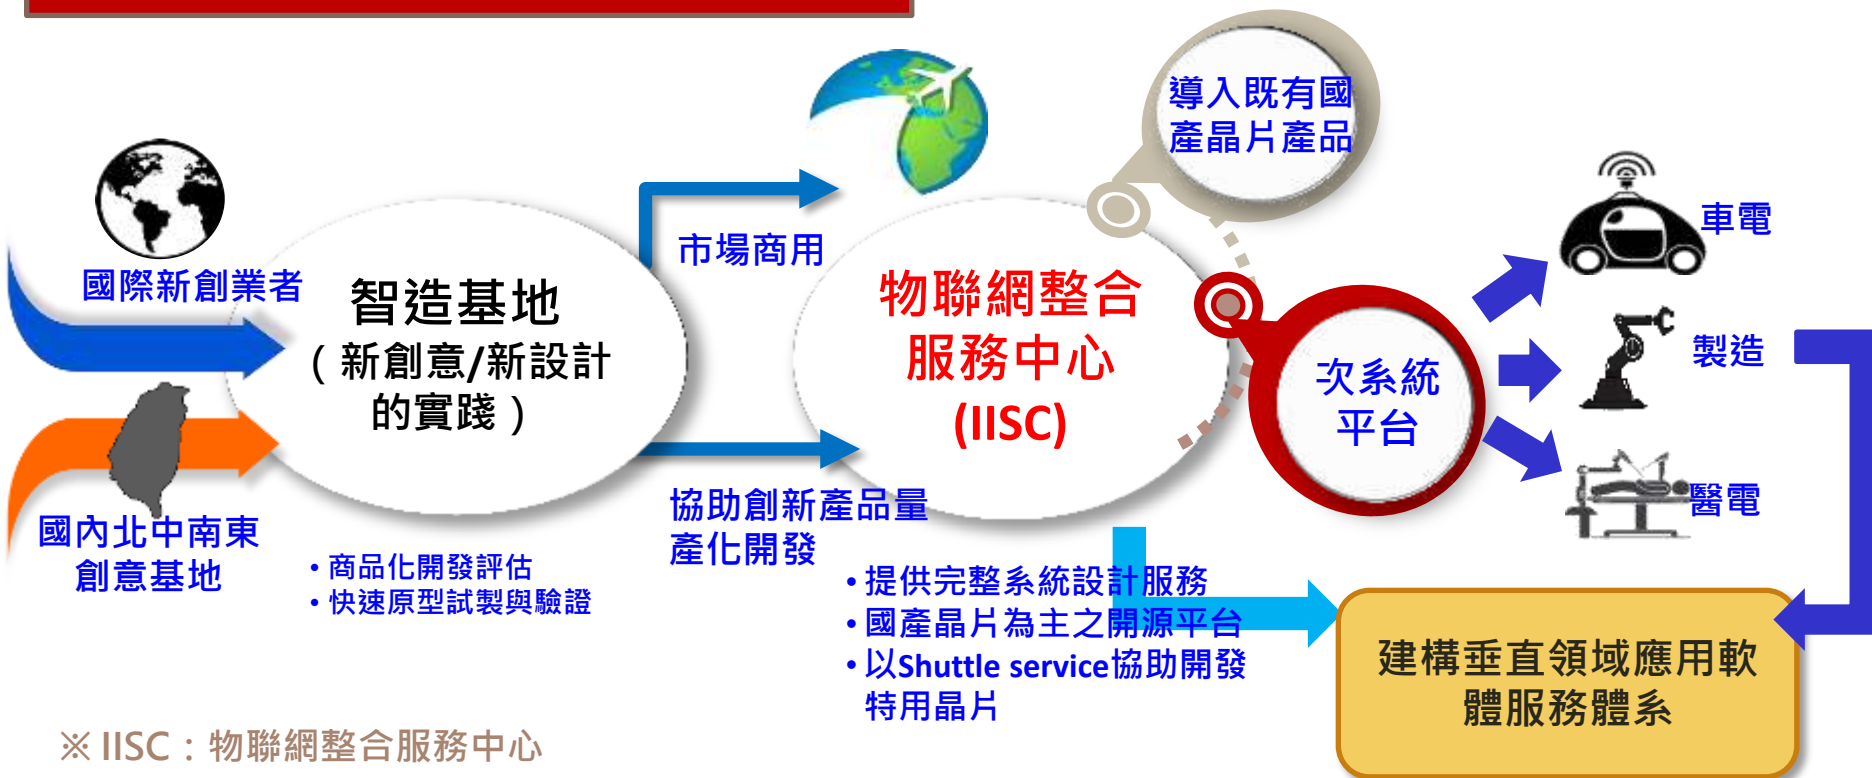 導入既有國
產晶片產品
國際新創業者
智造基地
（新創意/新設計
的實踐）
市場商用
物聯網整合
服務中心
(IISC)
次系統
平台
車電
製造
醫電
國內北中南東
創意基地
• 商品化開發評估
• 快速原型試製與驗證
協助創新產品量
產化開發
• 提供完整系統設計服務
• 國產晶片為主之開源平台
• 以Shuttle service協助開發
特用晶片
建構垂直領域應用軟
體服務體系
※ IISC：物聯網整合服務中心